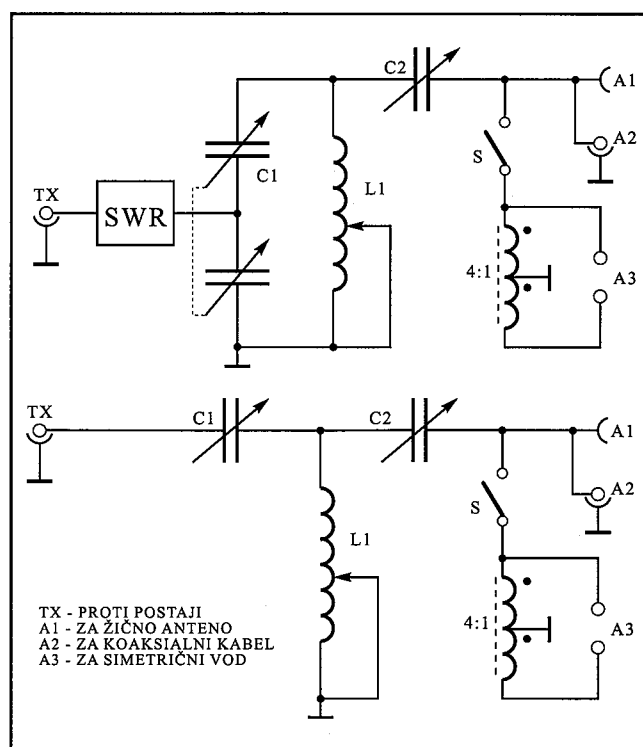 C2
A1
A2
C1
S
L1
TX
SWR
4:1
A3
TX
C1
C2
A1
A2
S
L1
4:1
A3
TX - PROTI POSTAJI
A1 - ZA ŽIČNO ANTENO
A2 - ZA KOAKSIALNI KABEL
A3 - ZA SIMETRIČNI VOD